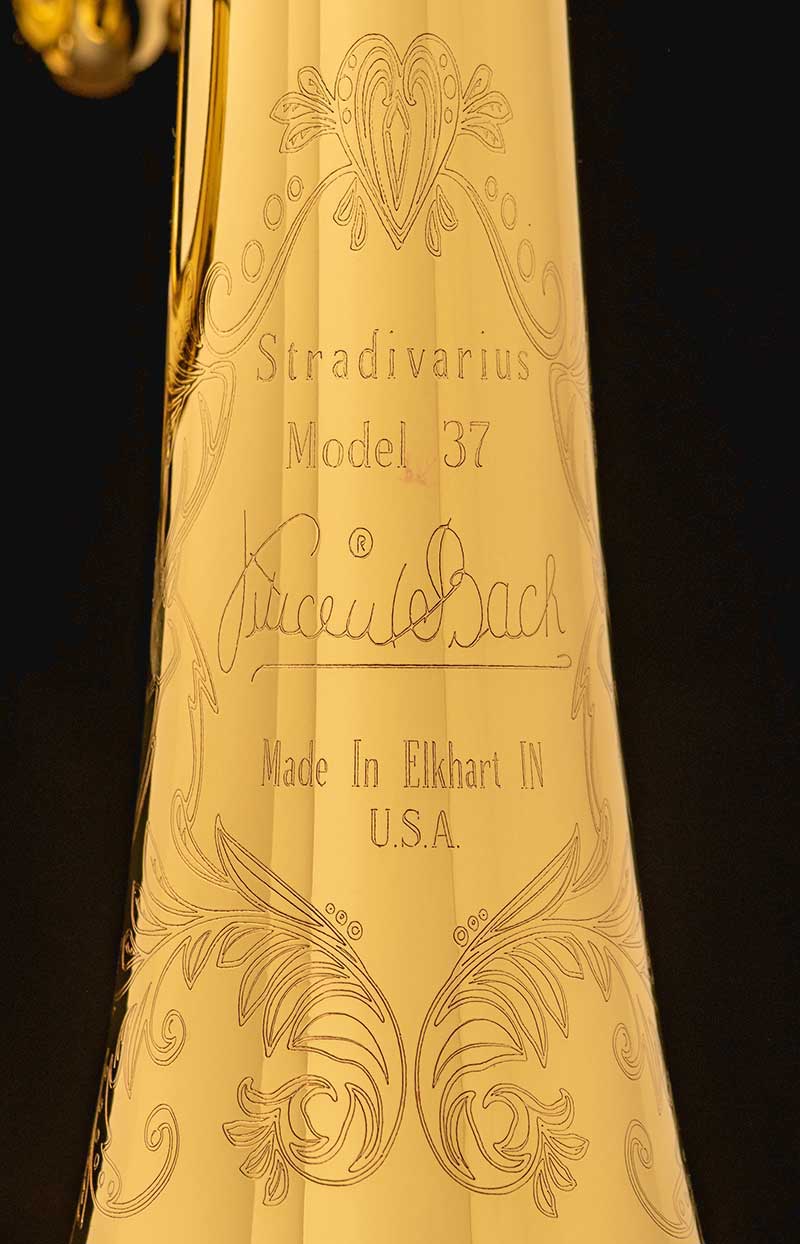 Stradivarius
Model 37
®
Vincent Bach
Made In Elkhart IN
U.S.A.